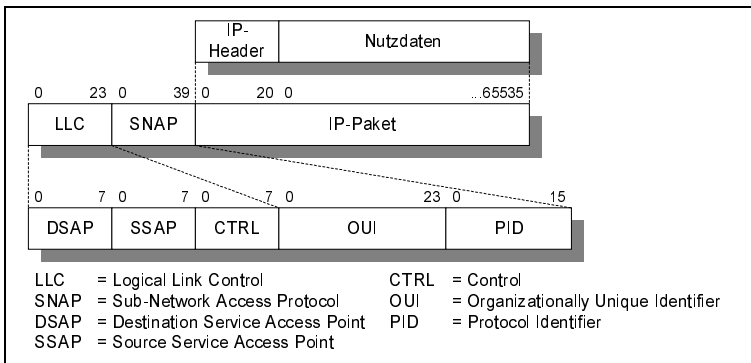 IP-
Header
Nutzdaten
0 23 0 39 0 20 0 ...65535
LLC SNAP IP-Paket
0 7 0 7 0 7 0 23 0 15
DSAP SSAP CTRL OUI PID
LLC = Logical Link Control
SNAP = Sub-Network Access Protocol
DSAP = Destination Service Access Point
SSAP = Source Service Access Point
CTRL = Control
OUI = Organizationally Unique Identifier
PID = Protocol Identifier